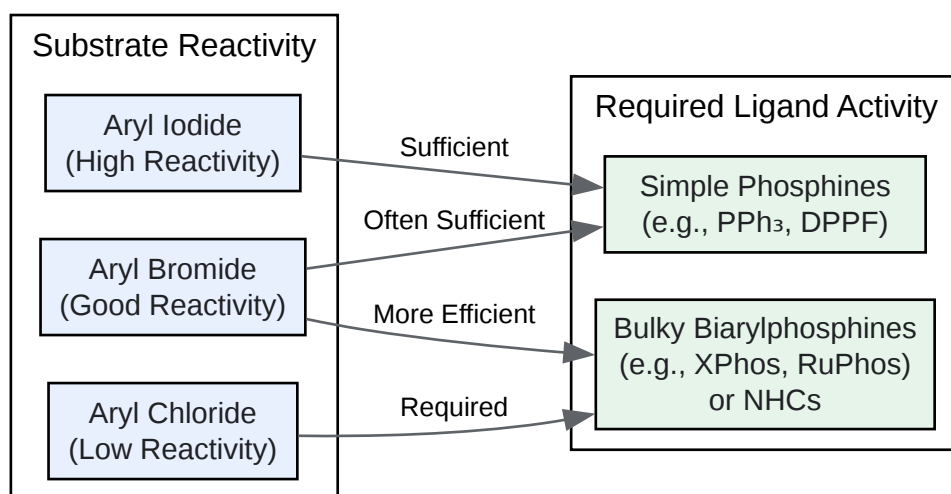 Substrate Reactivity
Aryl Iodide
(High Reactivity)
Aryl Bromide
(Good Reactivity)
Aryl Chloride
(Low Reactivity)
Sufficient
Often Sufficient
More Efficient
Required
Required Ligand Activity
Simple Phosphines
(e.g., PPh₃, DPPF)
Bulky Biarylphosphines
(e.g., XPhos, RuPhos)
or NHCs